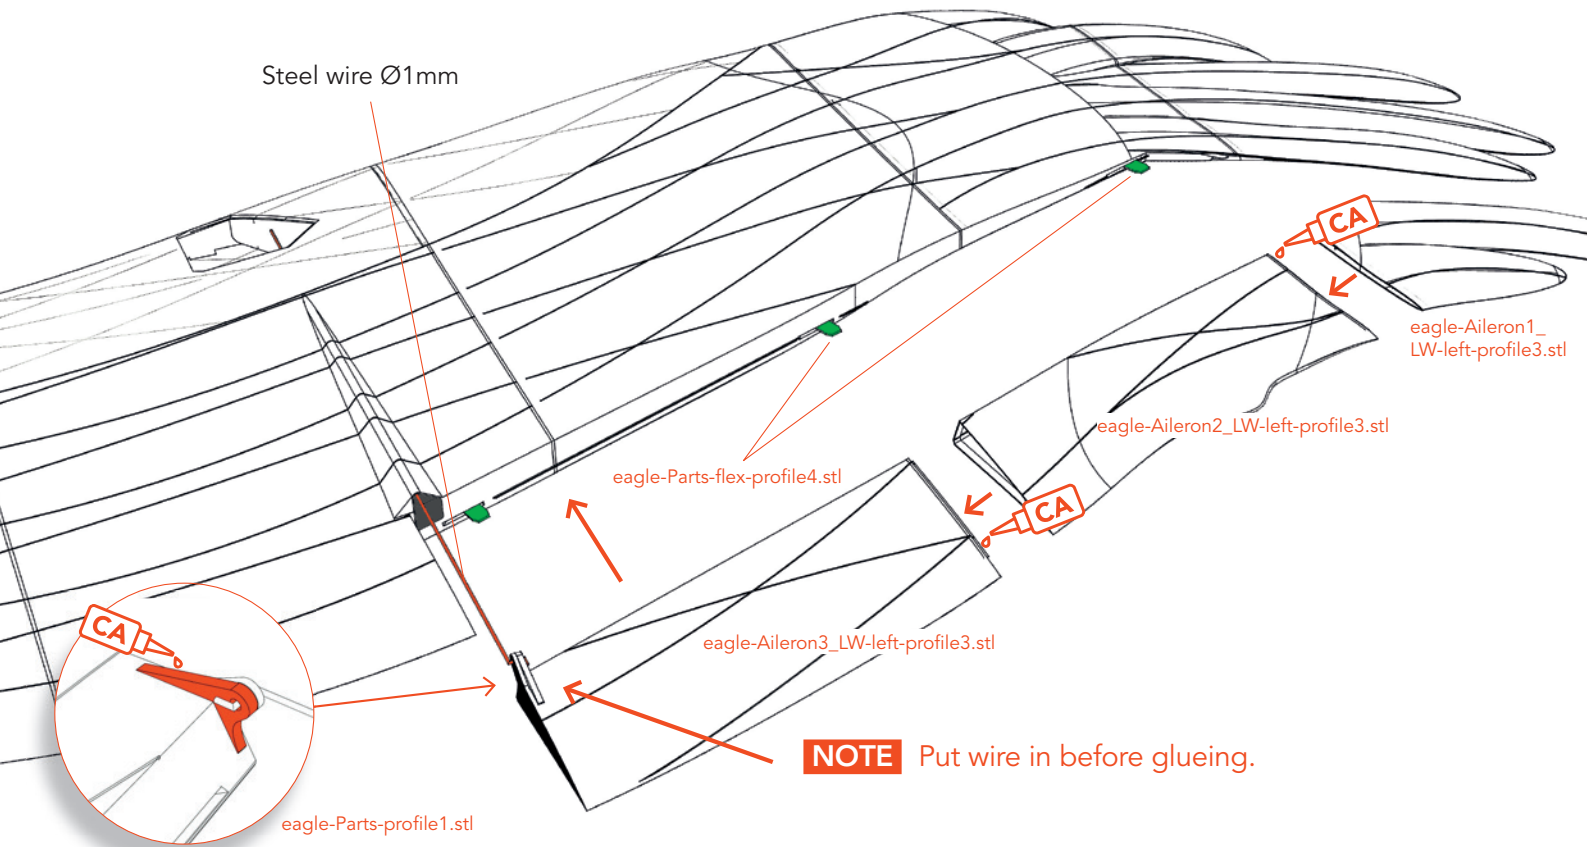 Steel wire Ø1mm
CA
eagle-Aileron1_
LW-left-profile3.stl
eagle-Aileron2_LW-left-profile3.stl
eagle-Parts-flex-profile4.stl
CA
CA
eagle-Aileron3_LW-left-profile3.stl
NOTE Put wire in before glueing.
eagle-Parts-profile1.stl